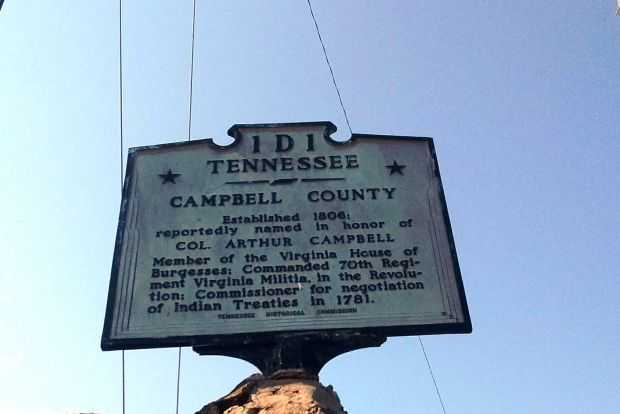 1D1
TENNESSEE
CAMPBELL COUNTY
Established 1806;
reportedly named in honor of
COL. ARTHUR CAMPBELL
Member of the Virginia House of
Burgesses; Commanded 70th Regi-
ment Virginia Militia, in the Revolu-
tion; Commissioner for negotiation
of Indian Treaties in 1781.
TENNESSEE HISTORICAL COMMISSION